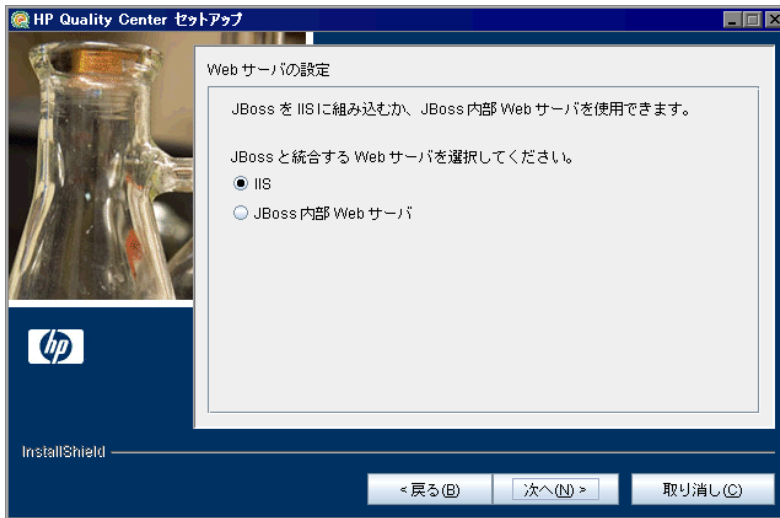 HP Quality Center セットアップ
Web サーバの設定
JBoss を IISに組み込むか、JBoss 内部 Web サーバを使用できます。
JBoss と統合する Web サーバを選択してください。
IIS
JBoss 内部 Web サーバ
hp
InstallShield
< 戻る(B)
次へ(N) >
取り消し(C)